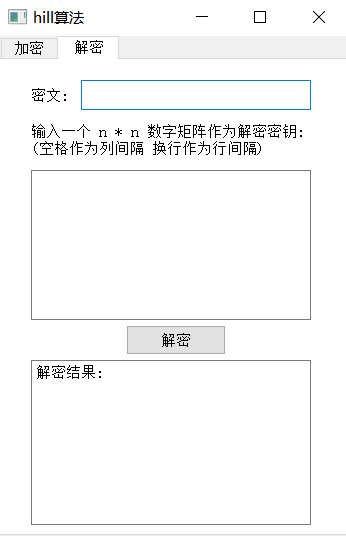 hill算法
加密 解密
密文:
输入一个 n * n 数字矩阵作为解密密钥:
(空格作为列间隔 换行作为行间隔)
解密
解密结果: